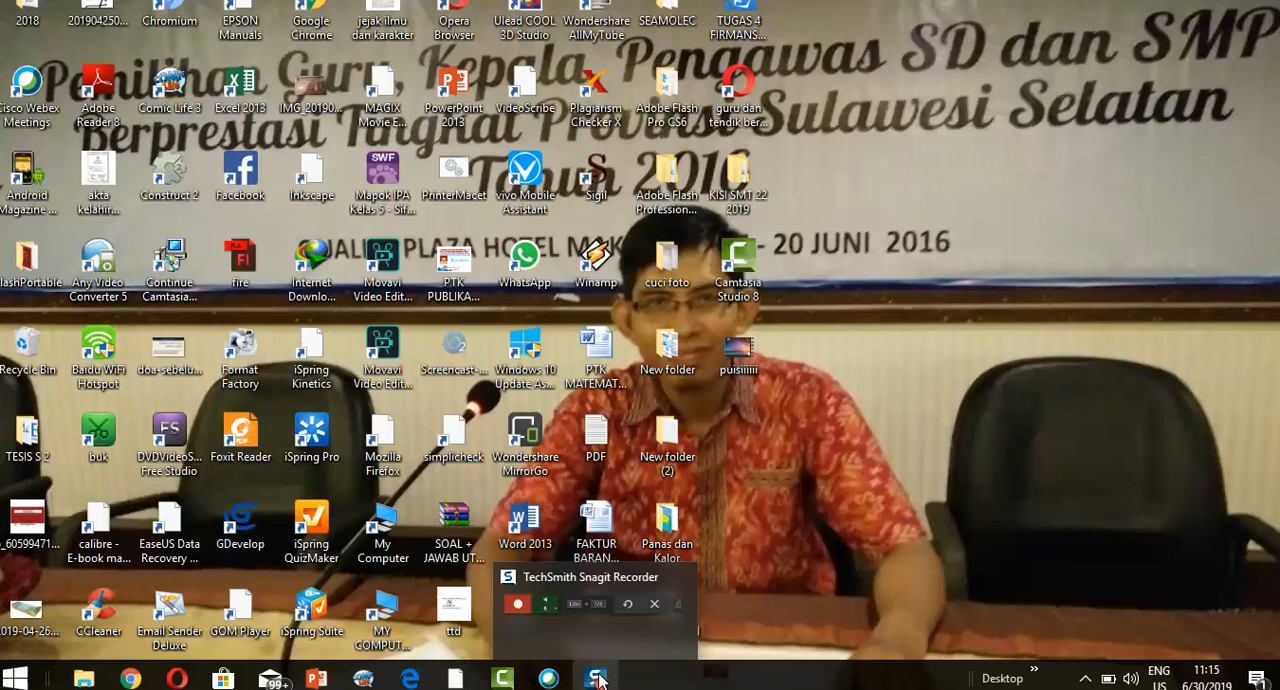 Pemilihan Guru, Kepala, Pengawas SD dan SMP
Berprestasi Tingkat Provinsi Sulawesi Selatan
Tahun 2016
- 20 JUNI 2016
2018
201904250...
Chromium
EPSON
Manuals
Google
Chrome
jejak ilmu
dan karakter
Opera
Browser
Ulead COOL
3D Studio
Wondershare
AllMyTube
SEAMOLEC
TUGAS 4
FIRMANS...
Cisco Webex
Meetings
Adobe
Reader 8
Comic Life 3
Excel 2013
IMG_20190...
MAGIX
Movie E...
PowerPoint
2013
VideoScribe
Plagiarism
Checker X
Adobe Flash
Pro CS6
guru dan
tendik ber...
Android
Magazine ...
akta
kelahir...
Construct 2
Facebook
Inkscape
SWF
Mapok IPA
Kelas 5 - Sif...
PrinterMacet
vivo Mobile
Assistant
Sigil
Adobe Flash
Profession...
KISI SMT 22
2019
lashPortable
Any Video
Converter 5
Continue
Camtasia...
fire
Internet
Downlo...
Movavi
Video Edit...
PTK
PUBLIKA...
WhatsApp
Winamp
cuci foto
Camtasia
Studio 8
Recycle Bin
Baidu WiFi
Hotspot
doa-sebelu...
Format
Factory
iSpring
Kinetics
Movavi
Video Edit...
Screencast-...
Windows 10
Update As...
PTK
MATEMAT...
New folder
puisiiiiii
TESIS S 2
buk
DVDVideoS...
Free Studio
Foxit Reader
iSpring Pro
Mozilla
Firefox
simplicheck
Wondershare
MirrorGo
PDF
New folder
(2)
_60599471...
calibre -
E-book ma...
EaseUS Data
Recovery ...
GDevelop
iSpring
QuizMaker
My
Computer
SOAL +
JAWAB UT...
Word 2013
FAKTUR
BARAN...
Panas dan
Kalor
2019-04-26...
CCleaner
Email Sender
Deluxe
GOM Player
iSpring Suite
MY
COMPUT...
ttd
TechSmith Snagit Recorder
99+
Desktop
ENG
US
11:15
6/30/2019
1